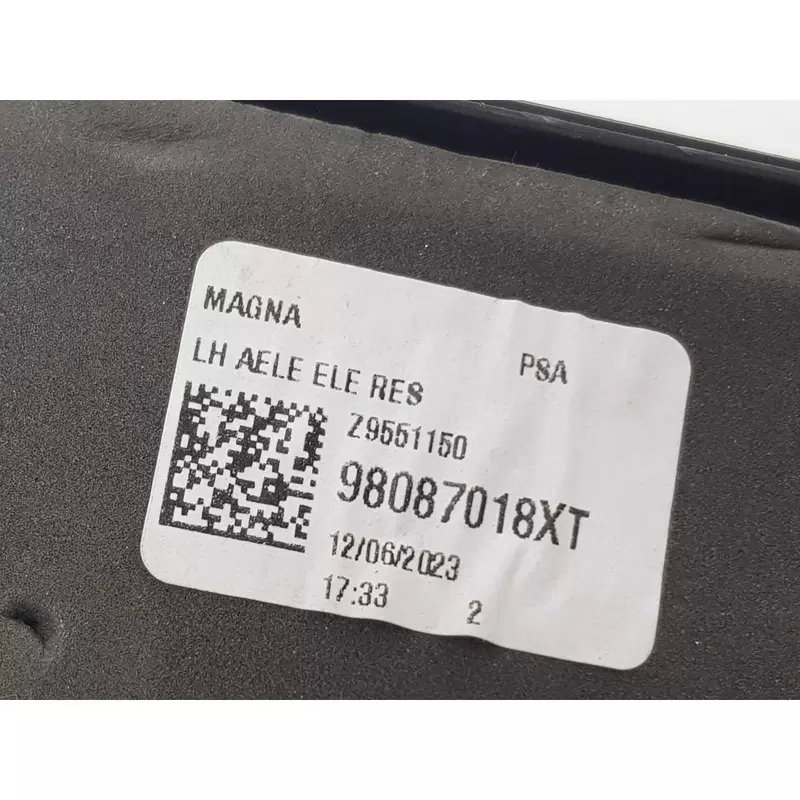 MAGNA
PSA
LH AELE ELE RES
Z9551150
98087018XT
12/06/2023
17:33 2